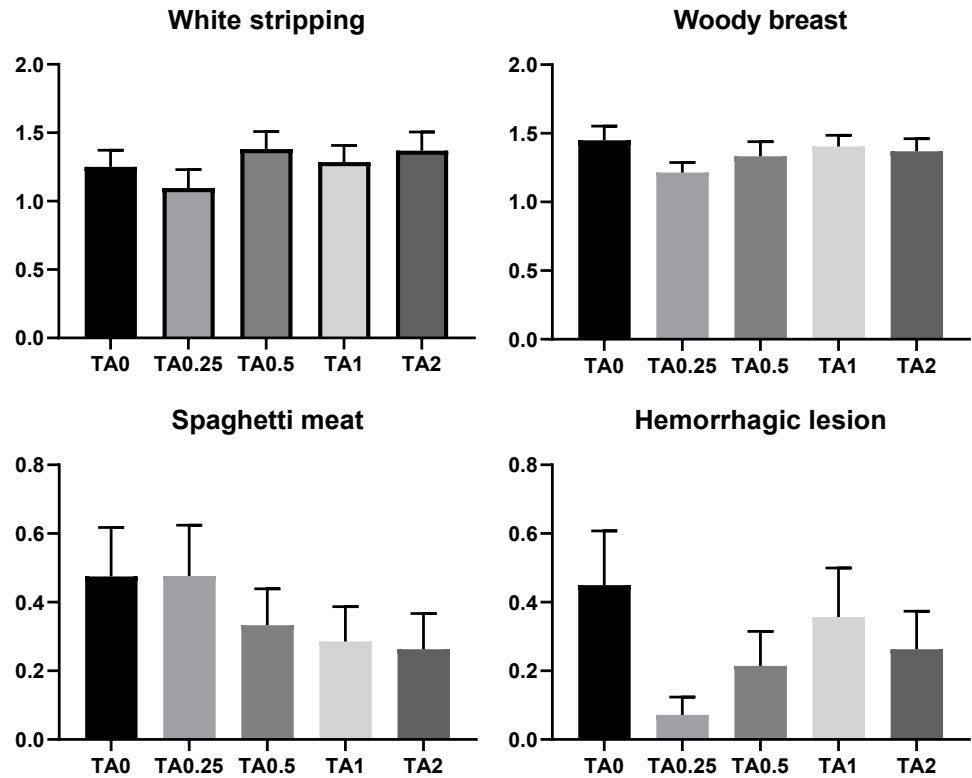 White stripping
2.0
1.5
1.0
0.5
0.0
TA0 TA0.25 TA0.5 TA1 TA2
Woody breast
2.0
1.5
1.0
0.5
0.0
TA0 TA0.25 TA0.5 TA1 TA2
Spaghetti meat
0.8
0.6
0.4
0.2
0.0
TA0 TA0.25 TA0.5 TA1 TA2
Hemorrhagic lesion
0.8
0.6
0.4
0.2
0.0
TA0 TA0.25 TA0.5 TA1 TA2